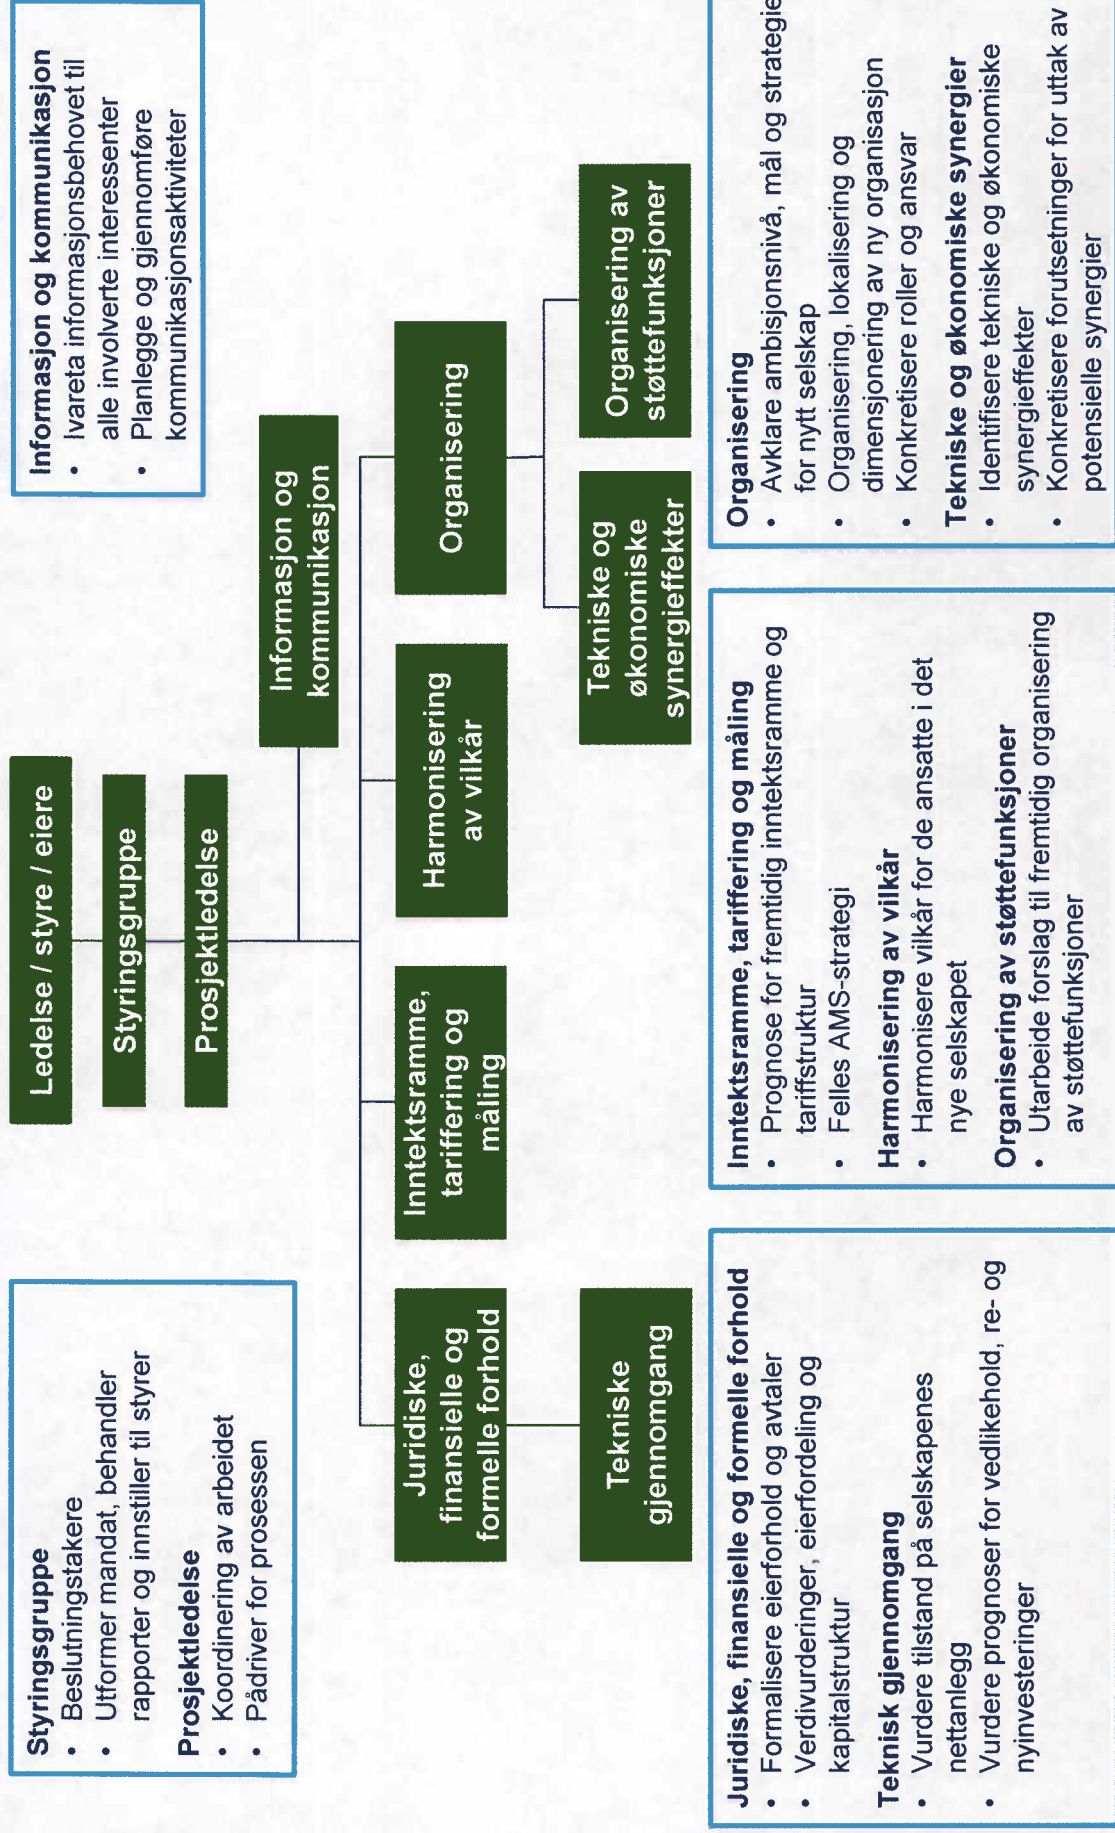 Styringsgruppe
• Beslutningstakere
• Utformer mandat, behandler
rapporter og innstiller til styrer
Prosjektledelse
• Koordinering av arbeidet
• Pådriver for prosessen
Ledelse / styre / eiere
Styringsgruppe
Prosjektledelse
Informasjon og kommunikasjon
• Ivareta informasjonsbehovet til
alle involverte interessenter
• Planlegge og gjennomføre
kommunikasjonsaktiviteter
Informasjon og
kommunikasjon
Juridiske,
finansielle og
formelle forhold
Inntektsramme,
tariffering og
måling
Harmonisering
av vilkår
Organisering
Tekniske
gjennomgang
Tekniske og
økonomiske
synergieffekter
Organisering av
støttefunksjoner
Juridiske, finansielle og formelle forhold
• Formalisere eierforhold og avtaler
• Verdivurderinger, eierfordeling og
kapitalstruktur
Teknisk gjennomgang
• Vurdere tilstand på selskapenes
nettanlegg
• Vurdere prognoser for vedlikehold, re- og
nyinvesteringer
Inntektsramme, tariffering og måling
• Prognose for fremtidig inntektsramme og
tariffstruktur
• Felles AMS-strategi
Harmonisering av vilkår
• Harmonisere vilkår for de ansatte i det
nye selskapet
Organisering av støttefunksjoner
• Utarbeide forslag til fremtidig organisering
av støttefunksjoner
Organisering
• Avklare ambisjonsnivå, mål og strategie
for nytt selskap
• Organisering, lokalisering og
dimensjonering av ny organisasjon
• Konkretisere roller og ansvar
Tekniske og økonomiske synergier
• Identifisere tekniske og økonomiske
synergieffekter
• Konkretisere forutsetninger for uttak av
potensielle synergier